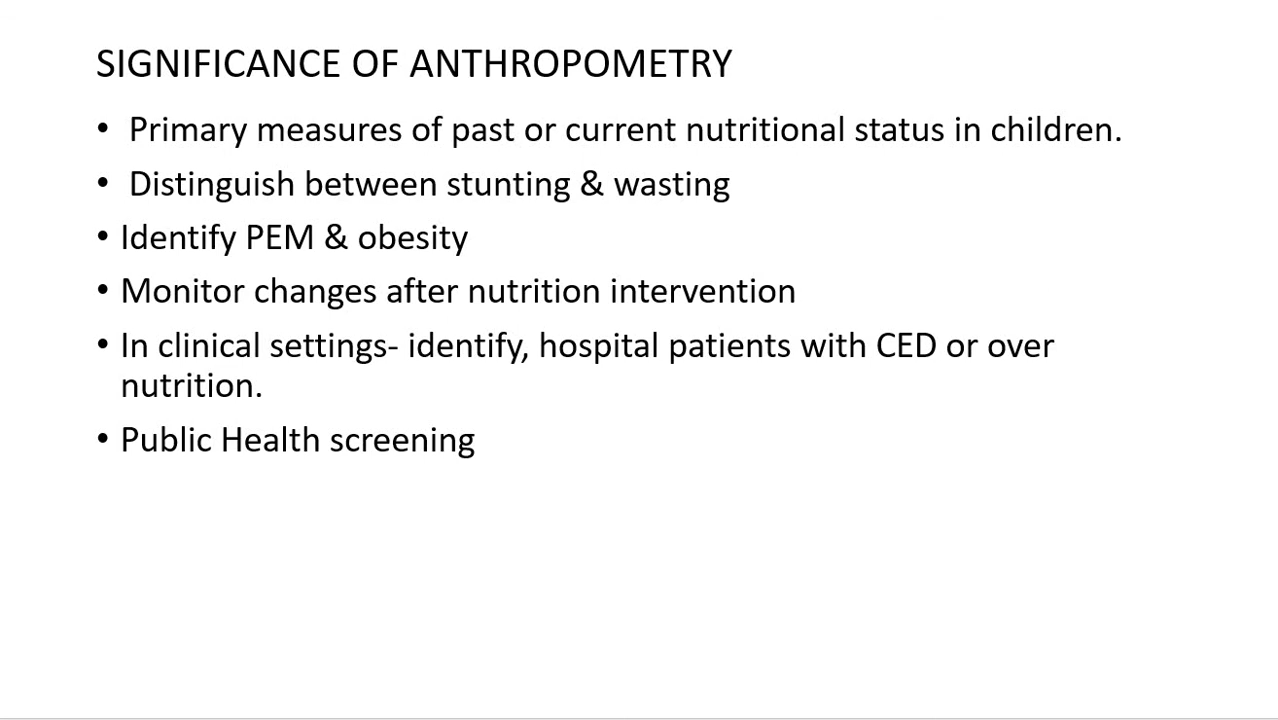 SIGNIFICANCE OF ANTHROPOMETRY
• Primary measures of past or current nutritional status in children.
• Distinguish between stunting & wasting
• Identify PEM & obesity
• Monitor changes after nutrition intervention
• In clinical settings- identify, hospital patients with CED or over
nutrition.
• Public Health screening